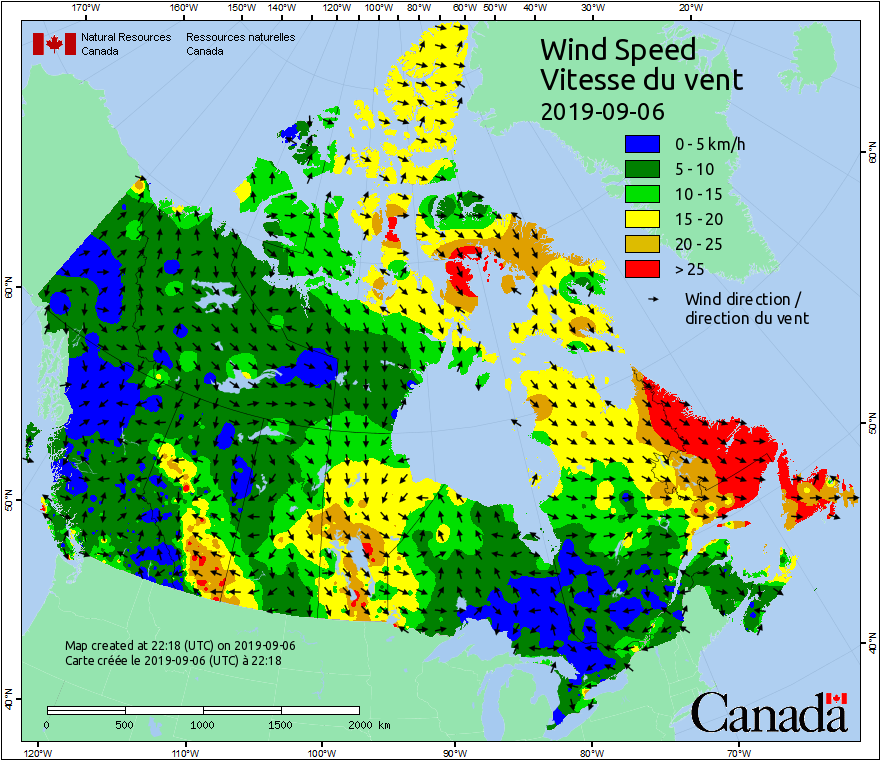 170°W 160°W 150°W 140°W 120°W 100°W 80°W 60°W 50°W 40°W 30°W 20°W
Natural Resources Ressources naturelles
Canada Canada
Wind Speed
Vitesse du vent
2019-09-06
0 - 5 km/h
5 - 10
10 - 15
15 - 20
20 - 25
> 25
Wind direction /
direction du vent
60°N
60°N
50°N
50°N
40°N
40°N
Map created at 22:18 (UTC) on 2019-09-06
Carte créée le 2019-09-06 (UTC) à 22:18
0 500 1000 1500 2000 km
Canada
120°W 110°W 100°W 90°W 80°W 70°W